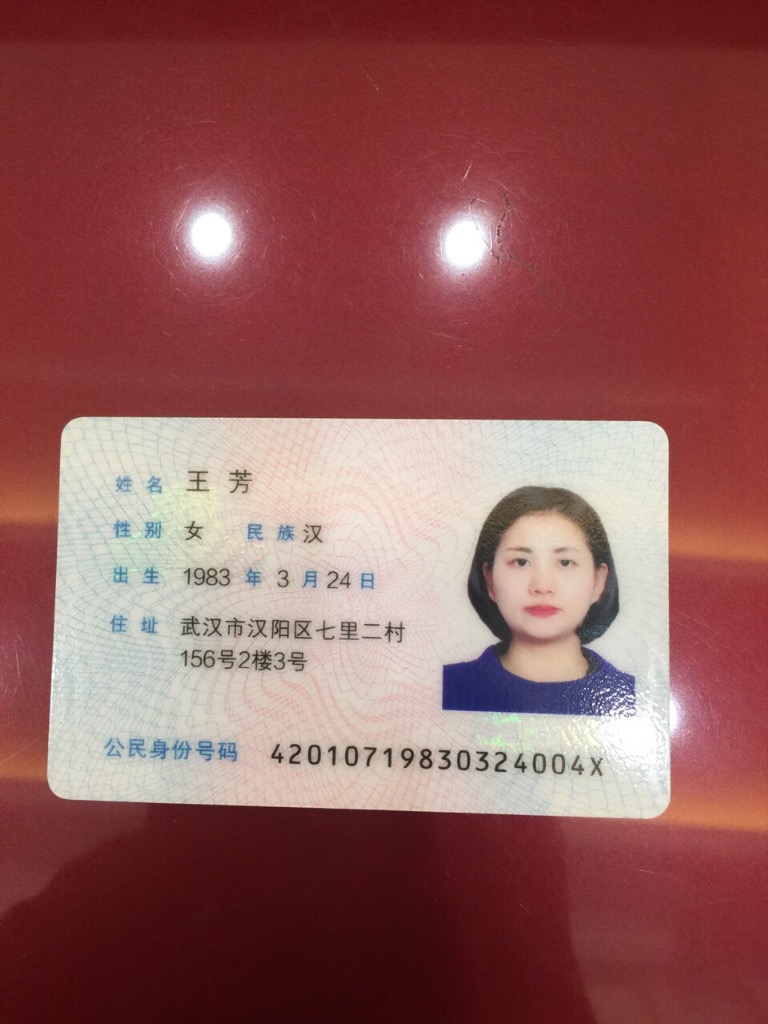 姓名 王芳
性别 女 民族 汉
出生 1983 年 3 月 24 日
住址 武汉市汉阳区七里二村
156号2楼3号
公民身份号码 42010719830324004X